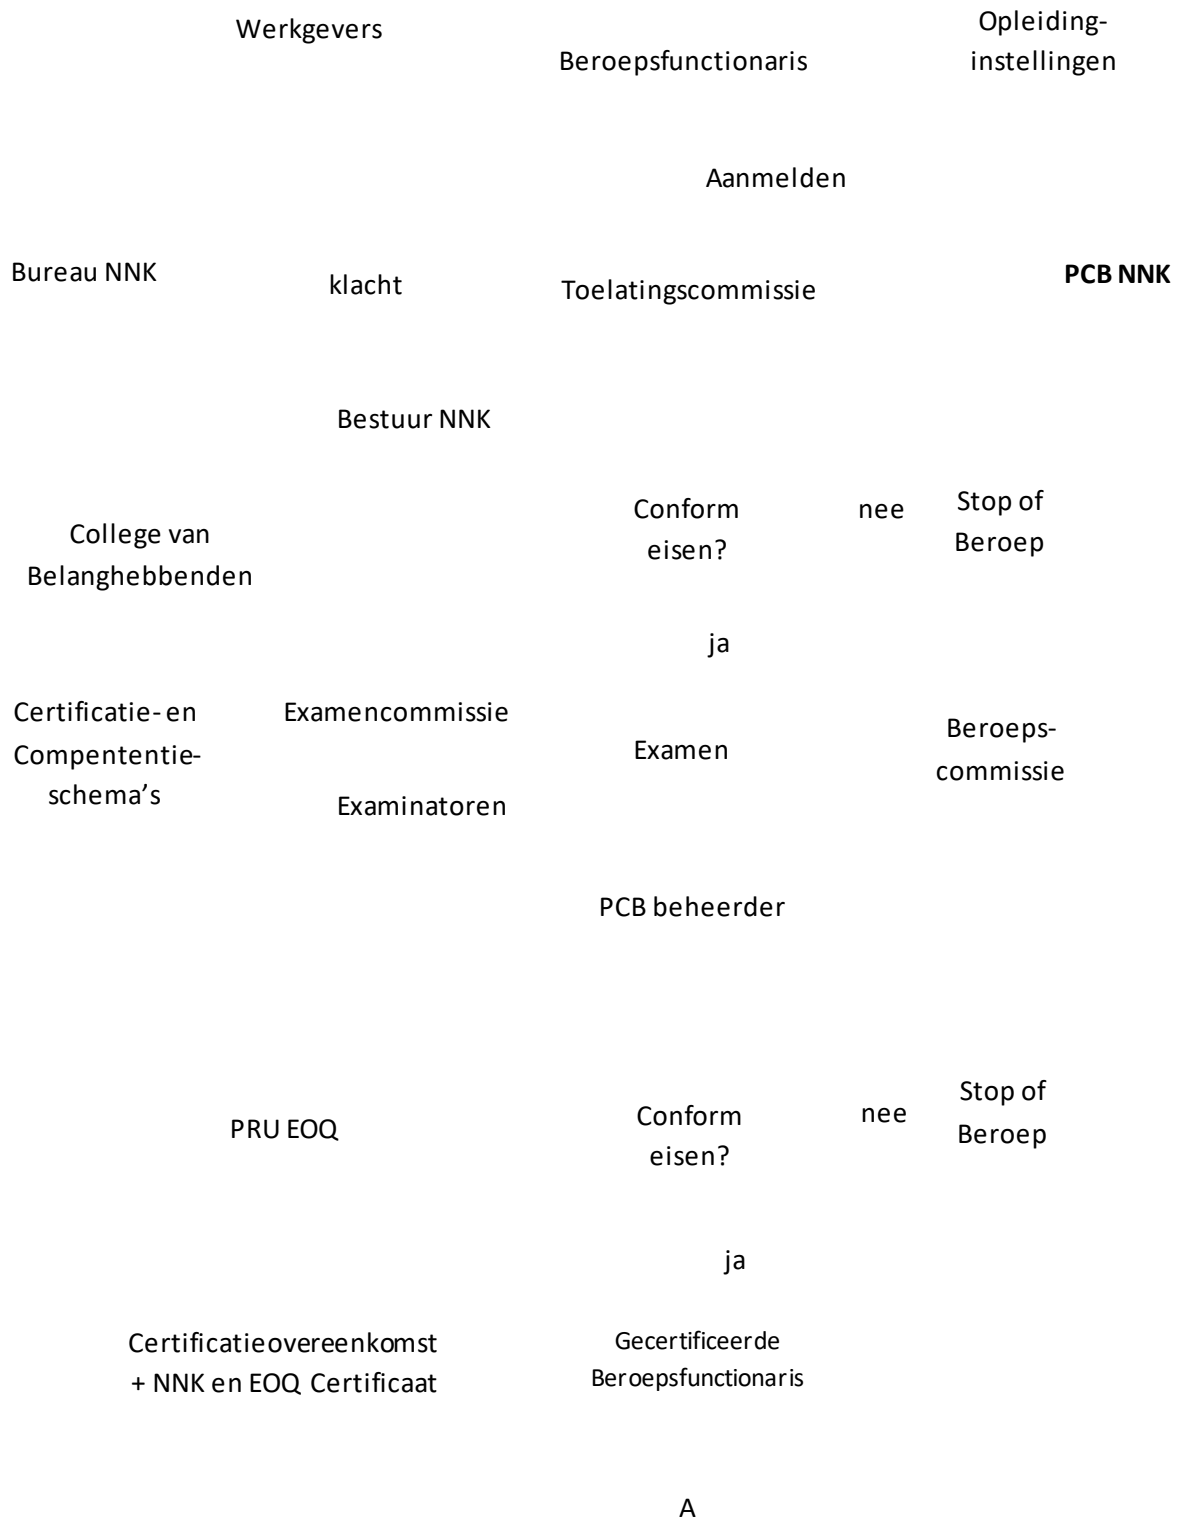 Werkgevers
Beroepsfunctionaris
Opleiding-
instellingen
Aanmelden
Bureau NNK
klacht
Toelatingscommissie
PCB NNK
Bestuur NNK
College van
Belanghebbenden
Conform
eisen?
nee
Stop of
Beroep
ja
Certificatie- en
Compententie-
schema's
Examencommissie
Examinatoren
Examen
Beroeps-
commissie
PCB beheerder
PRU EOQ
Conform
eisen?
nee
Stop of
Beroep
ja
Certificatieovereenkomst
+ NNK en EOQ Certificaat
Gecertificeerde
Beroepsfunctionaris
A